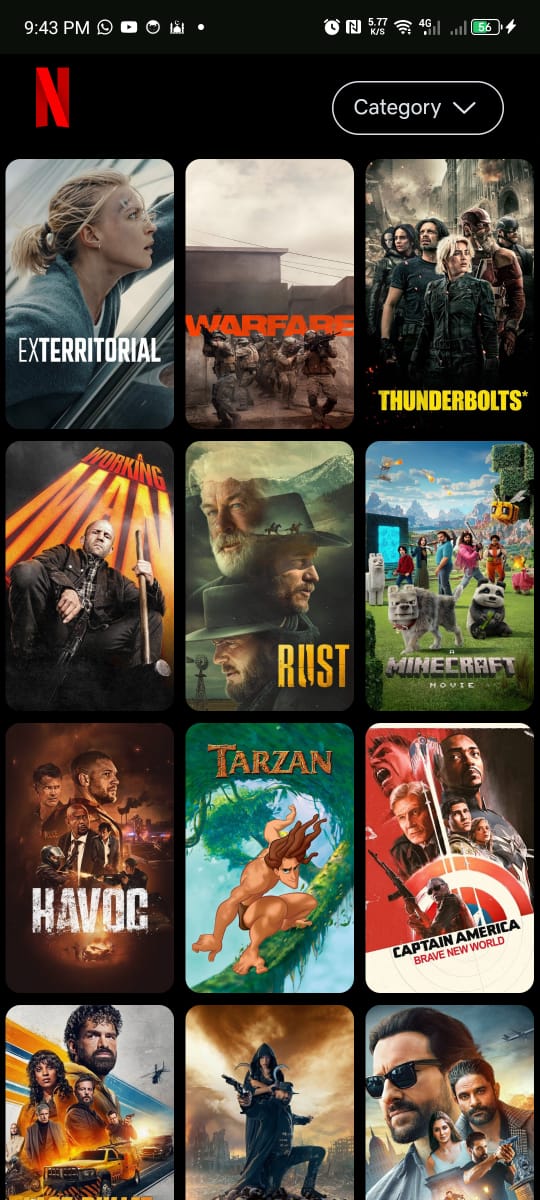 9:43 PM
5.77
K/S
4G
56
N
Category
EXTERRITORIAL
WARFARE
THUNDERBOLTS*
A
WORKING
MAN
RUST
A
MINECRAFT
MOVIE
HAVOC
TARZAN
CAPTAIN AMERICA
BRAVE NEW WORLD